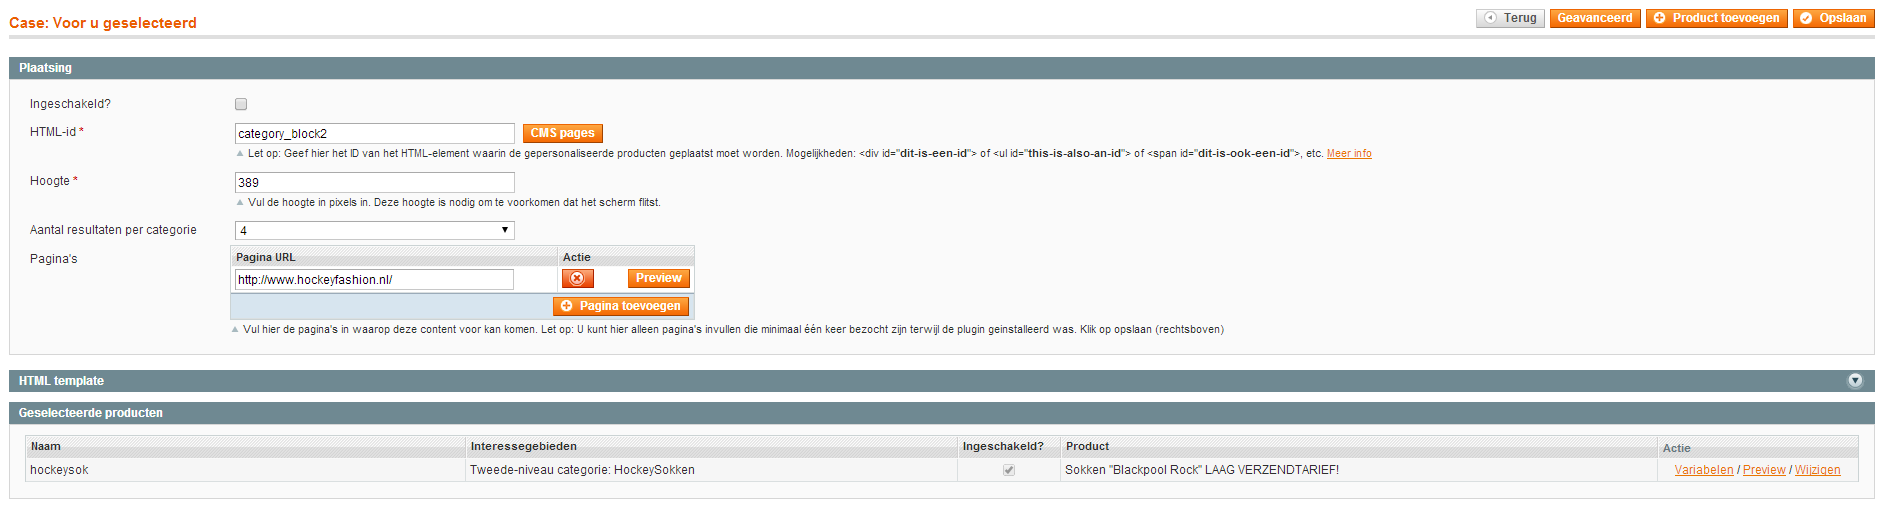 Case: Voor u geselecteerd
Terug Geavanceerd Product toevoegen Opslaan
Plaatsing
Ingeschakeld?
HTML-id * category_block2 CMS pages
Let op: Geef hier het ID van het HTML-element waarin de gepersonaliseerde producten geplaatst moet worden. Mogelijkheden: <div id="dit-is-een-id"> of <ul id="this-is-also-an-id"> of <span id="dit-is-ook-een-id">, etc. Meer info
Hoogte * 389
Vul de hoogte in pixels in. Deze hoogte is nodig om te voorkomen dat het scherm flitst.
Aantal resultaten per categorie 4
Pagina's
Pagina URL Actie
http://www.hockeyfashion.nl/ Preview
Pagina toevoegen
Vul hier de pagina's in waarop deze content voor kan komen. Let op: U kunt hier alleen pagina's invullen die minimaal één keer bezocht zijn terwijl de plugin geinstalleerd was. Klik op opslaan (rechtsboven)
HTML template
Geselecteerde producten
Naam Interessegebieden Ingeschakeld? Product Actie
hockeysok Tweede-niveau categorie: HockeySokken Sokken "Blackpool Rock" LAAG VERZENDTARIEF! Variabelen / Preview / Wijzigen